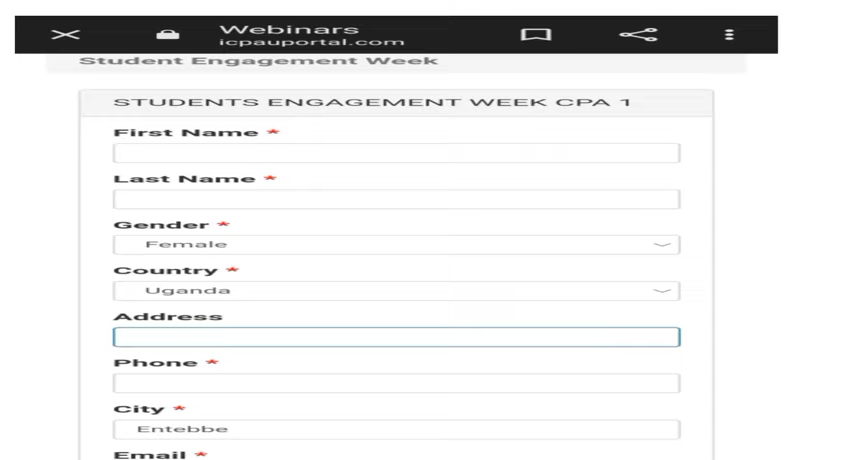 Webinars
icpauportal.com
Student Engagement Week
STUDENTS ENGAGEMENT WEEK CPA 1
First Name *
Last Name *
Gender *
Female
Country *
Uganda
Address
Phone *
City *
Entebbe
Email *